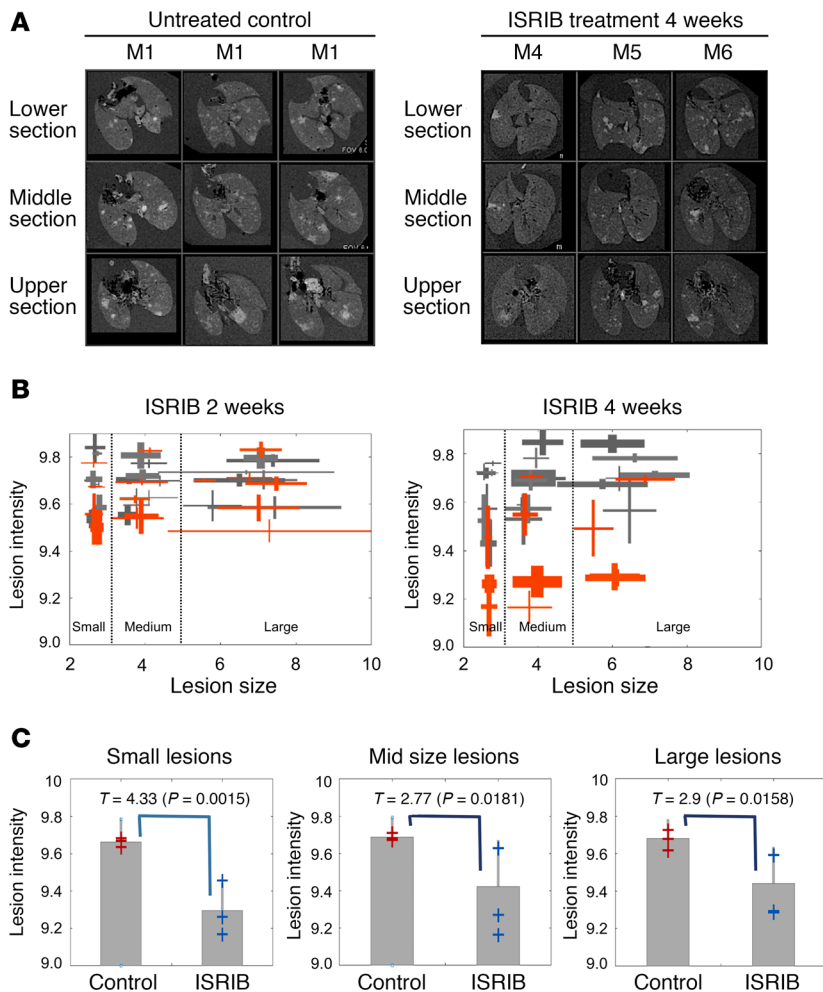 A
Untreated control
ISRIB treatment 4 weeks
M1 M1 M1
M4 M5 M6
Lower section
Lower section
FOV 6.0
Middle section
Middle section
m
Upper section
Upper section
B
ISRIB 2 weeks
Lesion intensity
9.8
9.6
9.4
9.2
9.0
Small Medium Large
2 4 6 8 10
Lesion size
ISRIB 4 weeks
Lesion intensity
9.8
9.6
9.4
9.2
9.0
Small Medium Large
2 4 6 8 10
Lesion size
C
Small lesions
Lesion intensity
10
9.8
9.6
9.4
9.2
9.0
T = 4.33 (P = 0.0015)
Control ISRIB
Mid size lesions
Lesion intensity
10
9.8
9.6
9.4
9.2
9.0
T = 2.77 (P = 0.0181)
Control ISRIB
Large lesions
Lesion intensity
10
9.8
9.6
9.4
9.2
9.0
T = 2.9 (P = 0.0158)
Control ISRIB